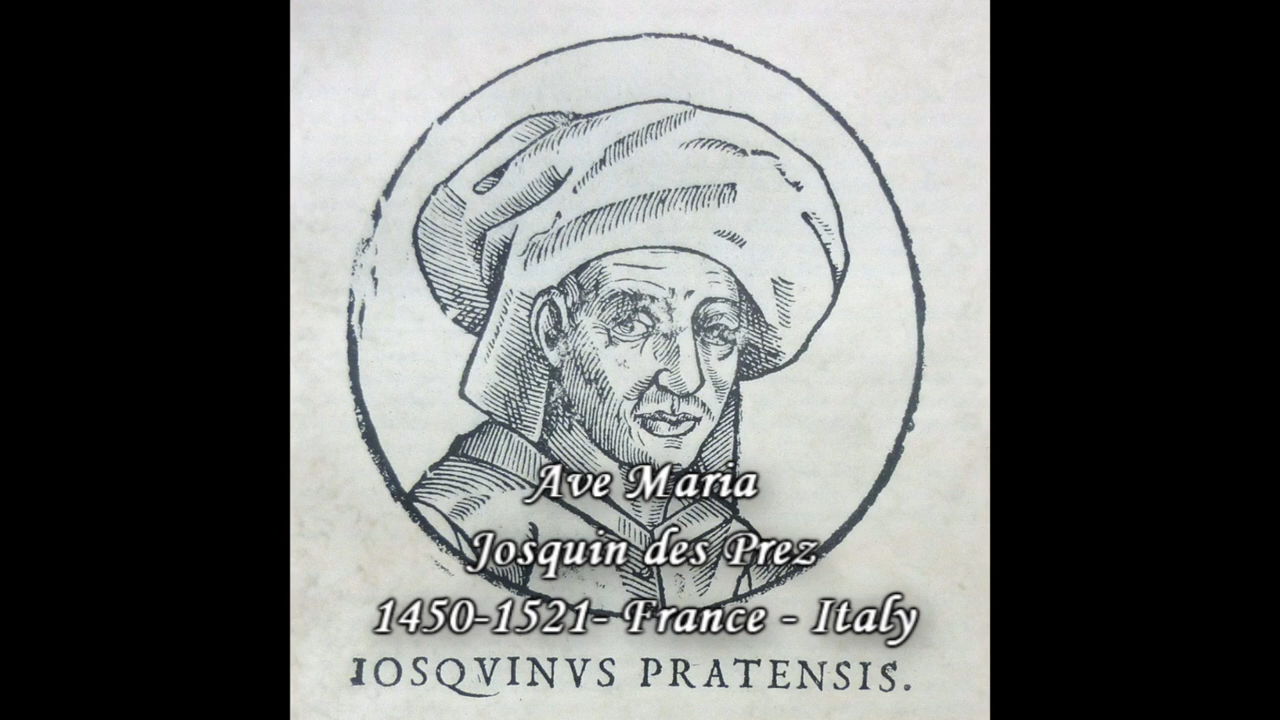 Ave Maria
Josquin des Prez
1450-1521- France - Italy
IOSQVINVS PRATENSIS.